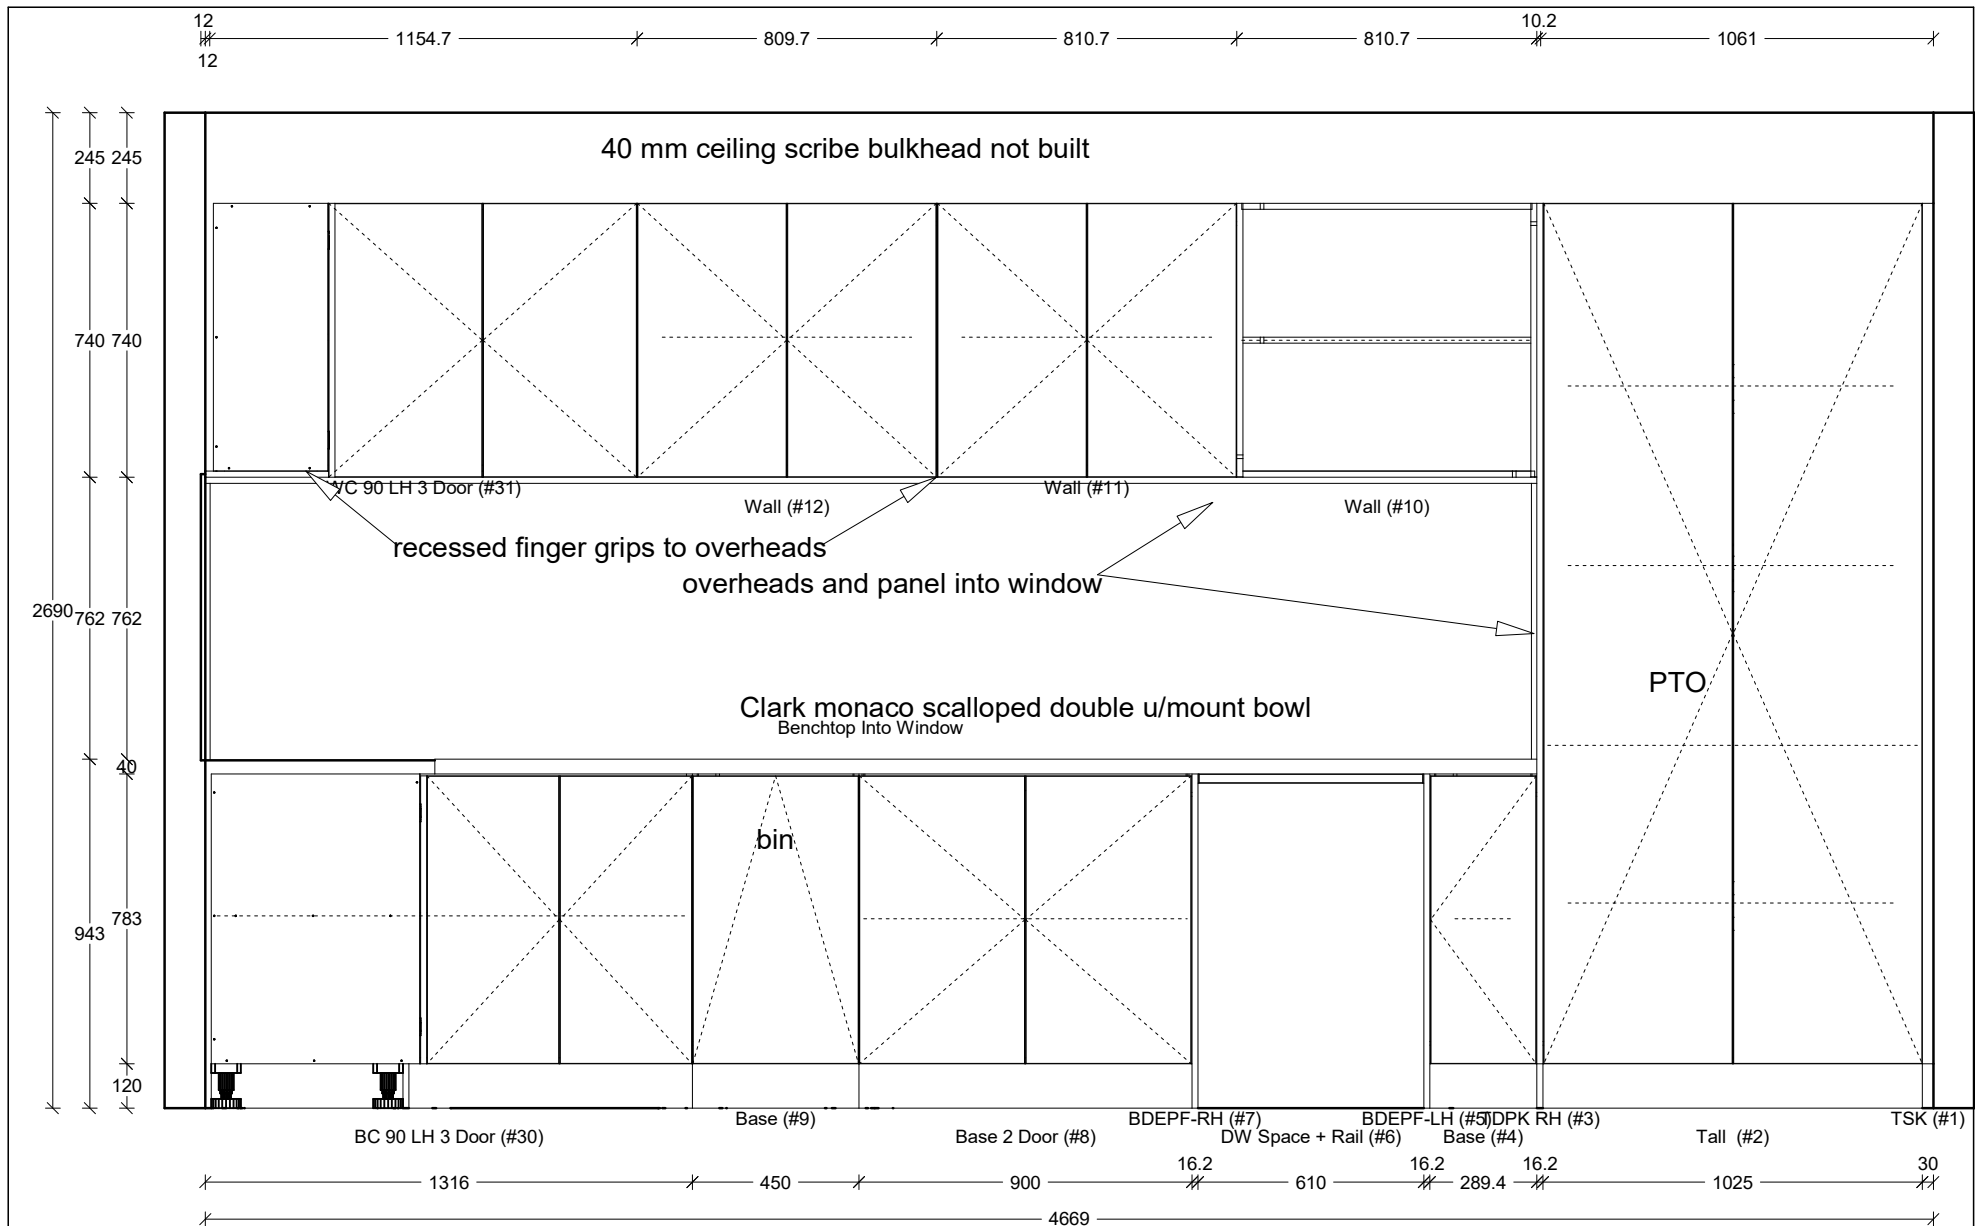 12 10.2
1154.7 809.7 810.7 810.7 1061
12
40 mm ceiling scribe bulkhead not built
245 245
740 740
WC 90 LH 3 Door (#31) Wall (#11)
Wall (#12) Wall (#10)
recessed finger grips to overheads
overheads and panel into window
2690 762 762
PTO
Clark monaco scalloped double u/mount bowl
Benchtop Into Window
40
bin
783
943
120
Base (#9) BDEPF-RH (#7) BDEPF-LH (#5) TDPK RH (#3) TSK (#1)
BC 90 LH 3 Door (#30) Base 2 Door (#8) DW Space + Rail (#6) Base (#4) Tall (#2)
16.2 16.2 16.2 30
1316 450 900 610 289.4 1025
4669